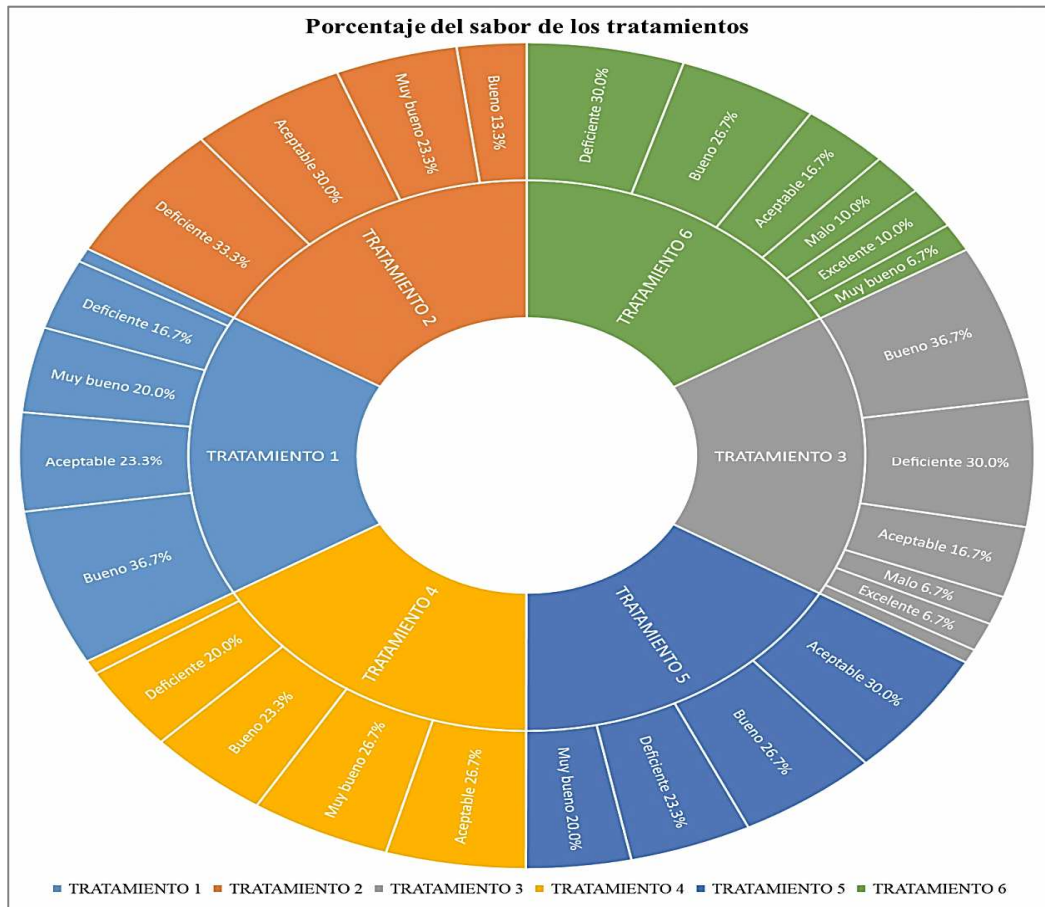 Porcentaje del sabor de los tratamientos
Deficiente 30.0%
Bueno 26.7%
Aceptable 16.7%
Malo 10.0%
Excelente 10.0%
Muy bueno 6.7%
TRATAMIENTO 6
Bueno 36.7%
Deficiente 30.0%
Aceptable 16.7%
Malo 6.7%
Excelente 6.7%
TRATAMIENTO 3
Aceptable 30.0%
Bueno 26.7%
Deficiente 23.3%
Muy bueno 20.0%
TRATAMIENTO 5
Aceptable 26.7%
Muy bueno 26.7%
Bueno 23.3%
Deficiente 20.0%
TRATAMIENTO 4
Bueno 36.7%
Aceptable 23.3%
Muy bueno 20.0%
Deficiente 16.7%
TRATAMIENTO 1
Deficiente 33.3%
Aceptable 30.0%
Muy bueno 23.3%
Bueno 13.3%
TRATAMIENTO 2
TRATAMIENTO 1 TRATAMIENTO 2 TRATAMIENTO 3 TRATAMIENTO 4 TRATAMIENTO 5 TRATAMIENTO 6